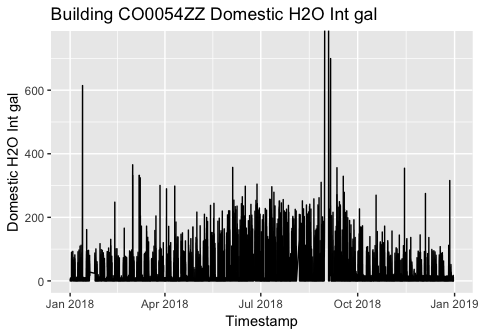 Building CO0054ZZ Domestic H2O Int gal
Domestic H2O Int gal
600
400
200
0
Jan 2018 Apr 2018 Jul 2018 Oct 2018 Jan 2019
Timestamp